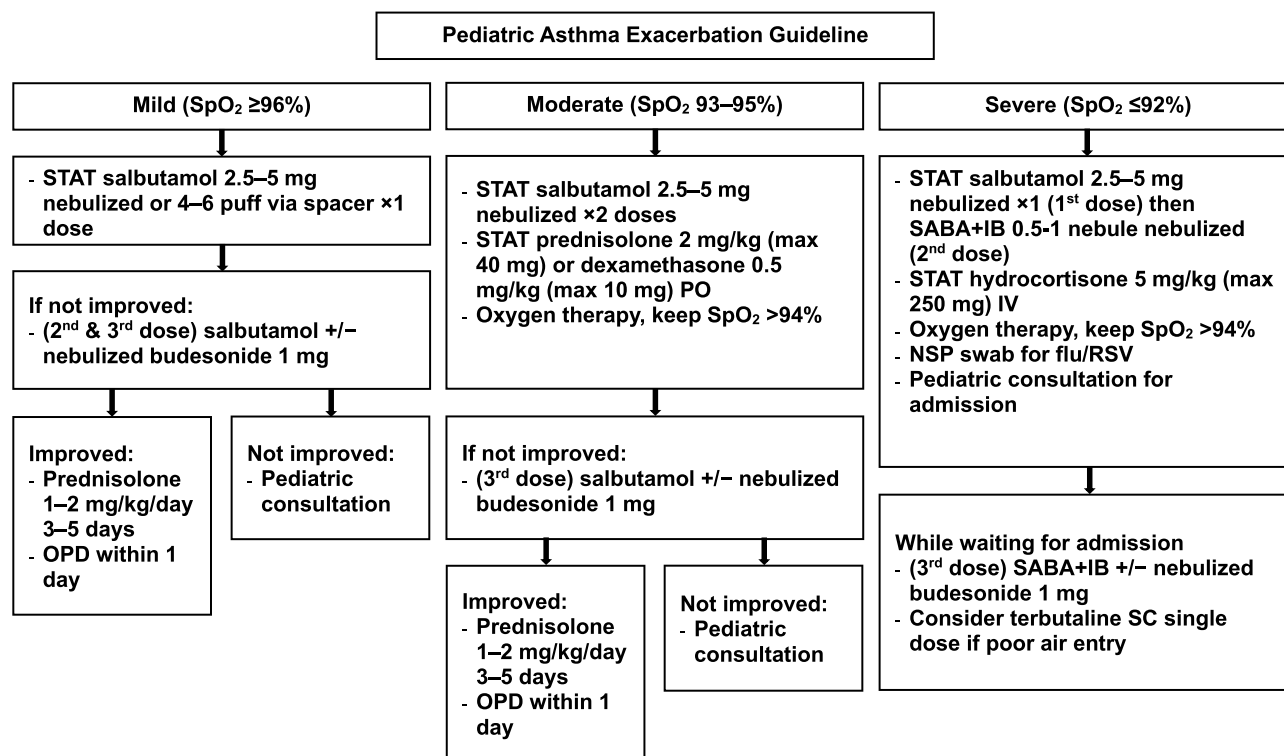 Pediatric Asthma Exacerbation Guideline
Mild (SpO₂ ≥96%)
- STAT salbutamol 2.5–5 mg
nebulized or 4–6 puff via spacer ×1
dose
If not improved:
- (2ⁿᵈ & 3ʳᵈ dose) salbutamol +/−
nebulized budesonide 1 mg
Improved:
- Prednisolone
1–2 mg/kg/day
3–5 days
- OPD within 1
day
Not improved:
- Pediatric
consultation
Moderate (SpO₂ 93–95%)
- STAT salbutamol 2.5–5 mg
nebulized ×2 doses
- STAT prednisolone 2 mg/kg (max
40 mg) or dexamethasone 0.5
mg/kg (max 10 mg) PO
- Oxygen therapy, keep SpO₂ >94%
If not improved:
- (3ʳᵈ dose) salbutamol +/− nebulized
budesonide 1 mg
Improved:
- Prednisolone
1–2 mg/kg/day
3–5 days
- OPD within 1
day
Not improved:
- Pediatric
consultation
Severe (SpO₂ ≤92%)
- STAT salbutamol 2.5–5 mg
nebulized ×1 (1ˢᵗ dose) then
SABA+IB 0.5-1 nebule nebulized
(2ⁿᵈ dose)
- STAT hydrocortisone 5 mg/kg (max
250 mg) IV
- Oxygen therapy, keep SpO₂ >94%
- NSP swab for flu/RSV
- Pediatric consultation for
admission
While waiting for admission
- (3ʳᵈ dose) SABA+IB +/− nebulized
budesonide 1 mg
- Consider terbutaline SC single
dose if poor air entry